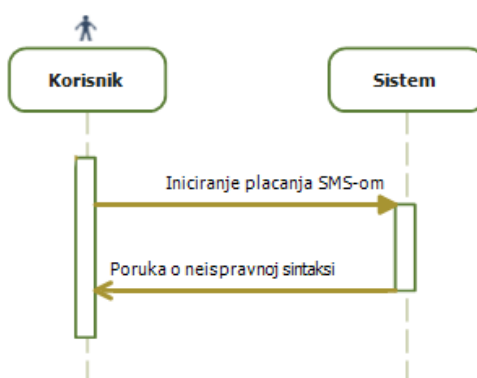 Korisnik
Sistem
Iniciranje placanja SMS-om
Poruka o neispravnoj sintaksi